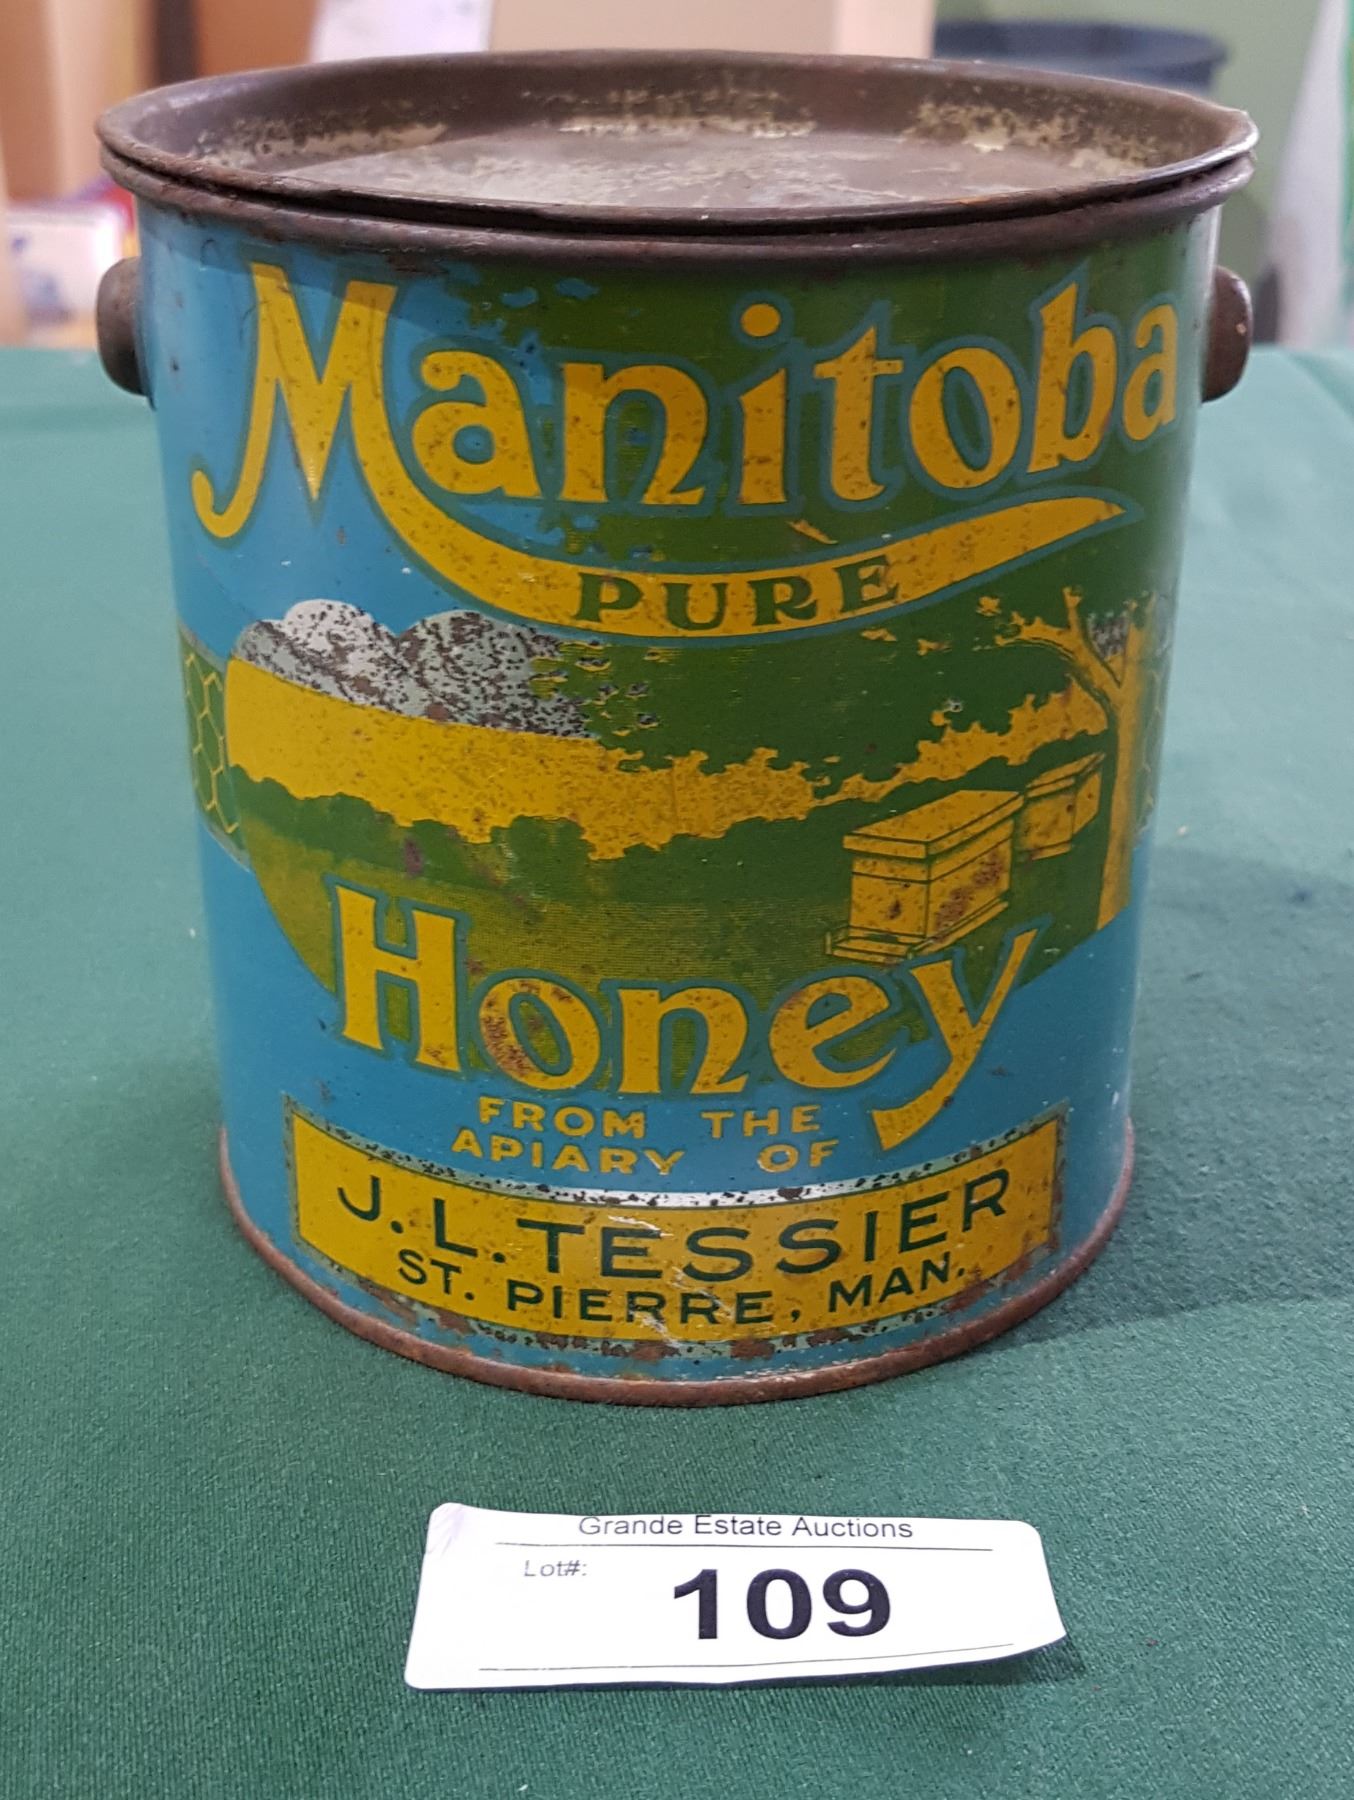 Manitoba
PURE
Honey
FROM THE
APIARY OF
J.L. TESSIER
ST. PIERRE, MAN.
Grande Estate Auctions
Lot#:
109